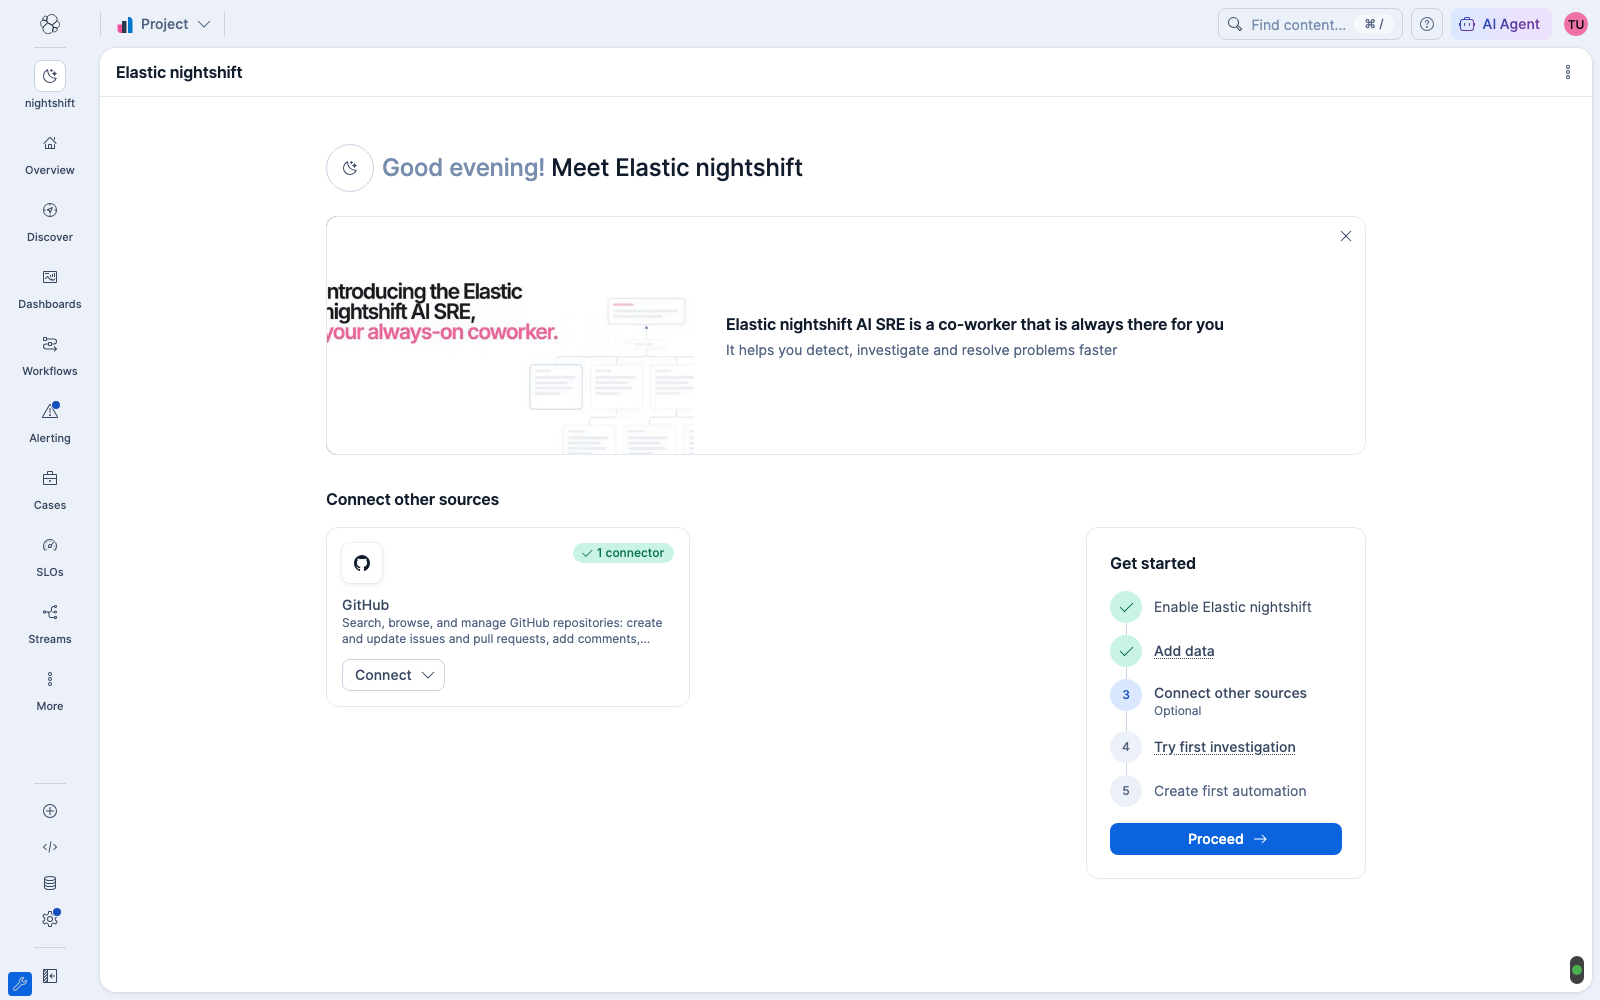 Project
Find content...
⌘ /
AI Agent
TU
nightshift
Overview
Discover
Dashboards
Workflows
Alerting
Cases
SLOs
Streams
More
Elastic nightshift
Good evening! Meet Elastic nightshift
ntroducing the Elastic
nightshift AI SRE,
your always-on coworker.
Elastic nightshift AI SRE is a co-worker that is always there for you
It helps you detect, investigate and resolve problems faster
Connect other sources
1 connector
GitHub
Search, browse, and manage GitHub repositories: create
and update issues and pull requests, add comments,...
Connect
Get started
Enable Elastic nightshift
Add data
3
Connect other sources
Optional
4
Try first investigation
5
Create first automation
Proceed